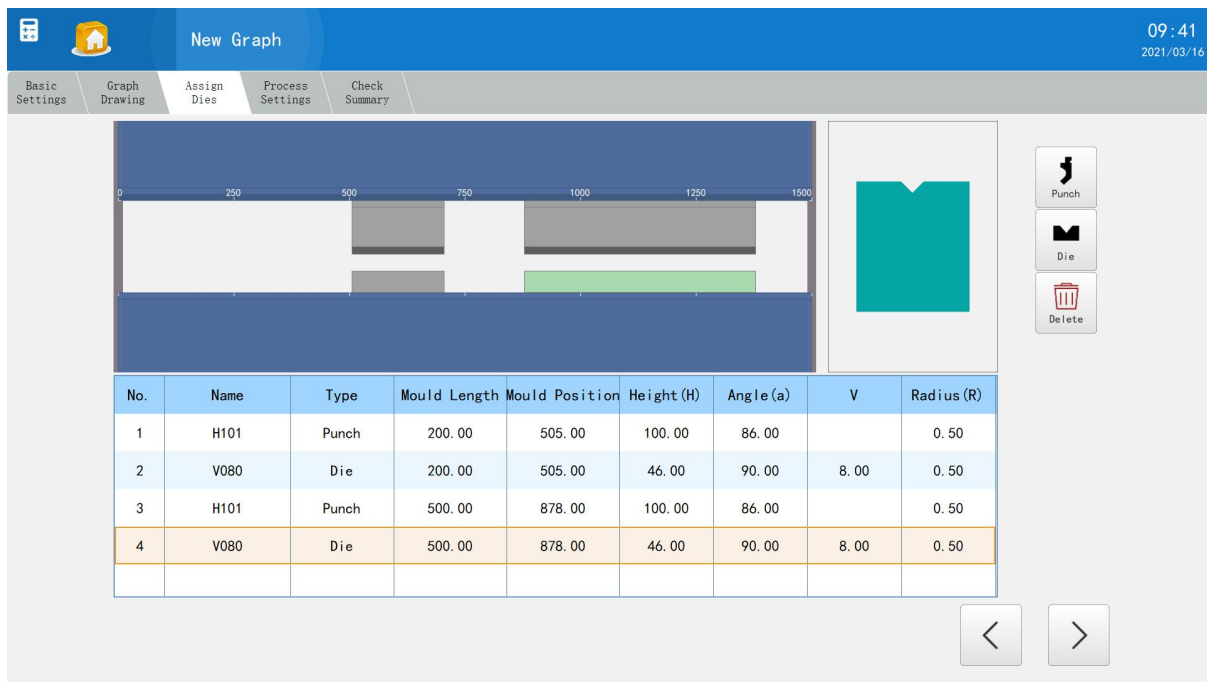 New Graph
09:41
2021/03/16
Basic Settings
Graph Drawing
Assign Dies
Process Settings
Check Summary
0 250 500 750 1000 1250 1500
Punch
Die
Delete
No. Name Type Mould Length Mould Position Height(H) Angle(a) V Radius(R)
1 H101 Punch 200.00 505.00 100.00 86.00 0.50
2 V080 Die 200.00 505.00 46.00 90.00 8.00 0.50
3 H101 Punch 500.00 878.00 100.00 86.00 0.50
4 V080 Die 500.00 878.00 46.00 90.00 8.00 0.50